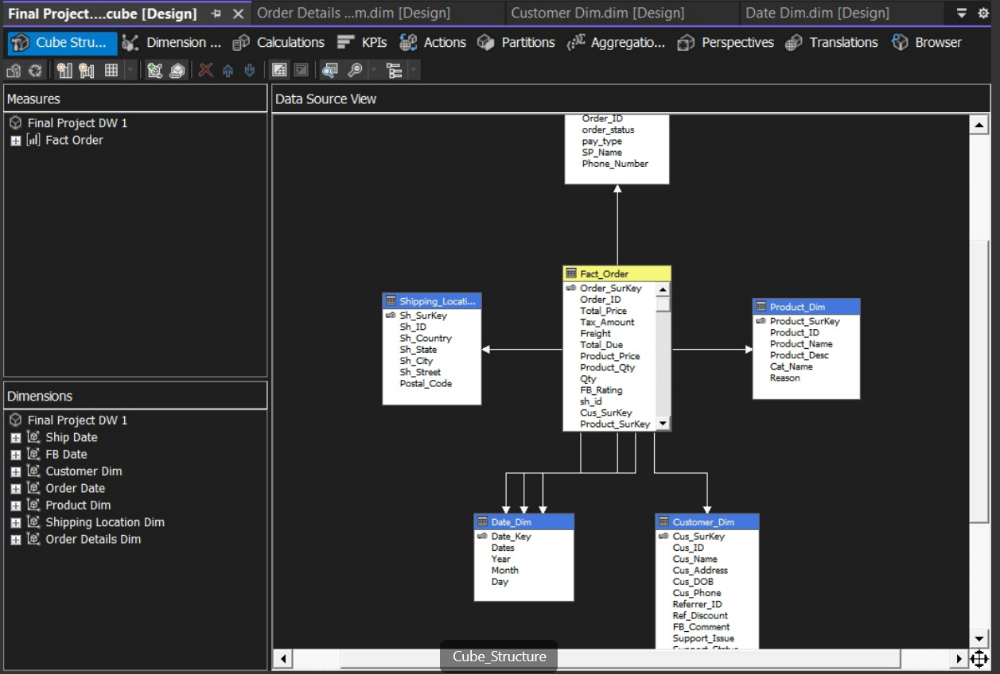 Final Project....cube [Design]
Order Details ...m.dim [Design]
Customer Dim.dim [Design]
Date Dim.dim [Design]
Cube Stru...
Dimension ...
Calculations
KPIs
Actions
Partitions
Aggregatio...
Perspectives
Translations
Browser
Measures
Final Project DW 1
Fact Order
Dimensions
Final Project DW 1
Ship Date
FB Date
Customer Dim
Order Date
Product Dim
Shipping Location Dim
Order Details Dim
Data Source View
Order_ID
order_status
pay_type
SP_Name
Phone_Number
Fact_Order
Order_SurKey
Order_ID
Total_Price
Tax_Amount
Freight
Total_Due
Product_Price
Product_Qty
Qty
FB_Rating
sh_id
Cus_SurKey
Product_SurKey
Shipping_Locati...
Sh_SurKey
Sh_ID
Sh_Country
Sh_State
Sh_City
Sh_Street
Postal_Code
Product_Dim
Product_SurKey
Product_ID
Product_Name
Product_Desc
Cat_Name
Reason
Date_Dim
Date_Key
Dates
Year
Month
Day
Customer_Dim
Cus_SurKey
Cus_ID
Cus_Name
Cus_Address
Cus_DOB
Cus_Phone
Referrer_ID
Ref_Discount
FB_Comment
Support_Issue
Cube_Structure